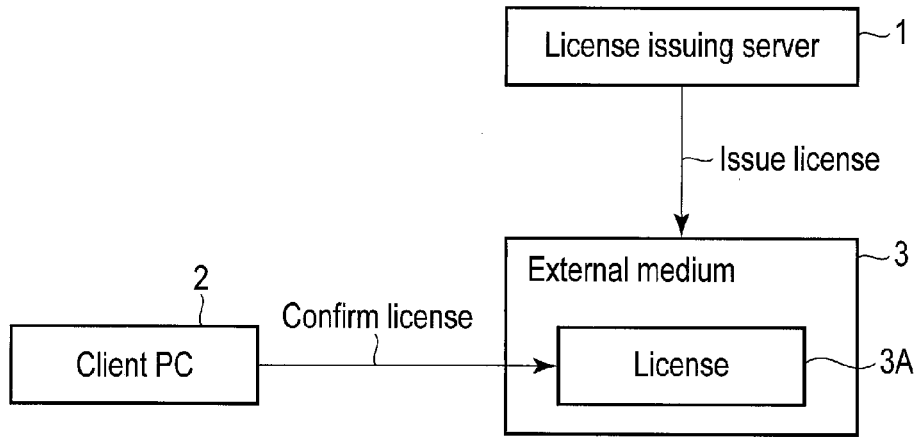 License issuing server
1
Issue license
External medium
3
2
Confirm license
Client PC
License
3A